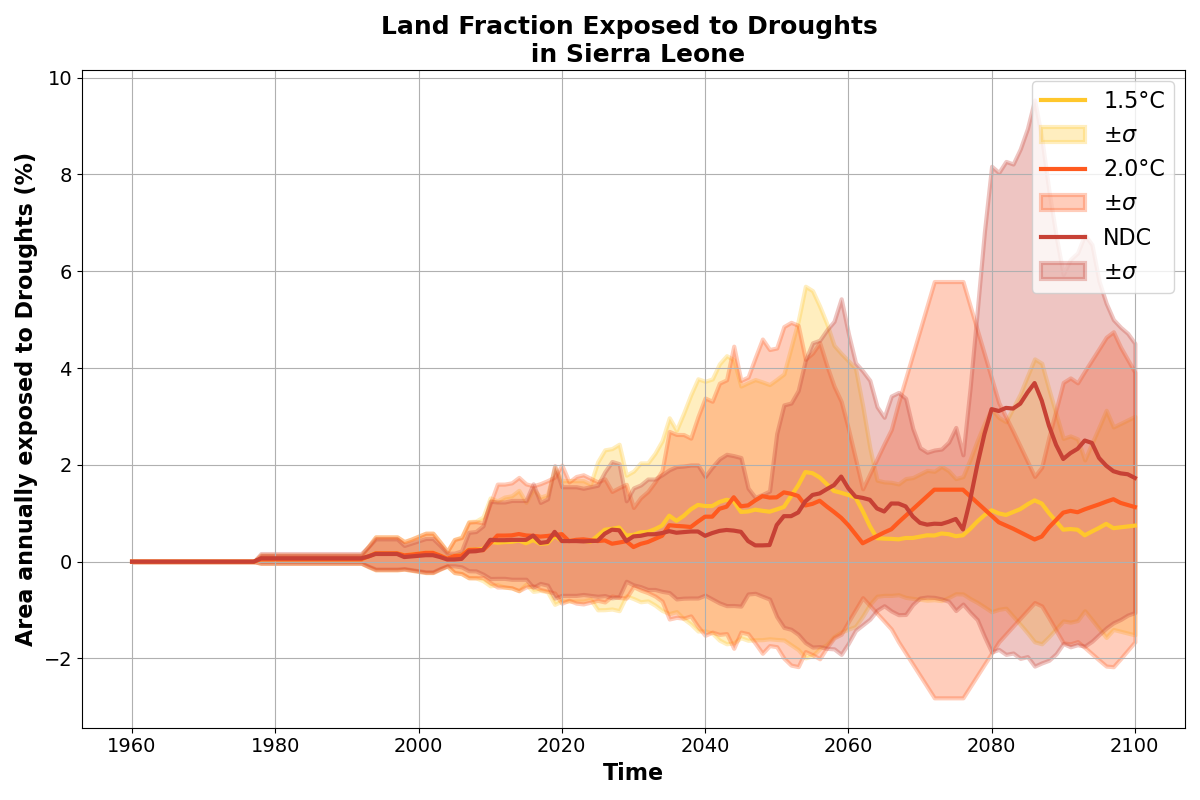 Land Fraction Exposed to Droughts
in Sierra Leone
Area annually exposed to Droughts (%)
10
8
6
4
2
0
−2
1960
1980
2000
2020
2040
2060
2080
2100
Time
1.5°C
±σ
2.0°C
±σ
NDC
±σ